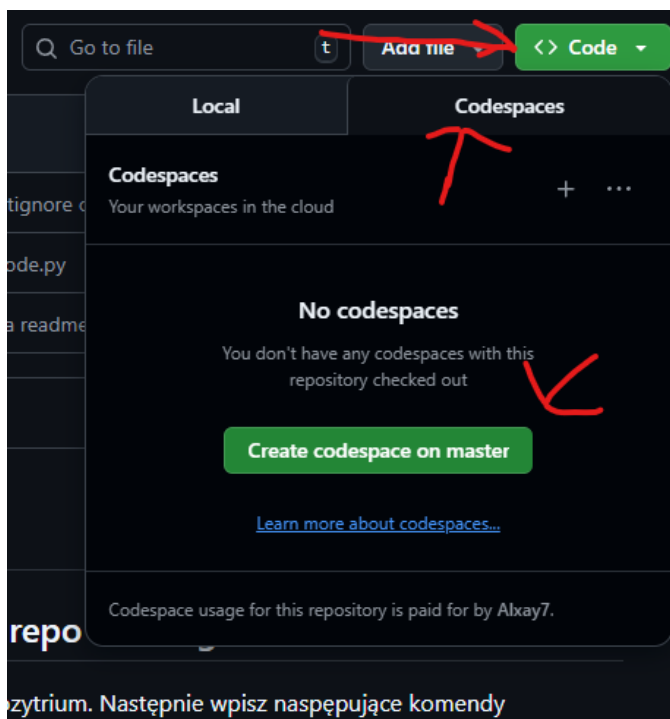 Go to file
t
Add file
<> Code
Local
Codespaces
Codespaces
Your workspaces in the cloud
+ ...
tignore
ode.py
a readme
No codespaces
You don't have any codespaces with this
repository checked out
Create codespace on master
Learn more about codespaces...
Codespace usage for this repository is paid for by Alxay7.
repo
ozytrium. Następnie wpisz naspępujące komendy